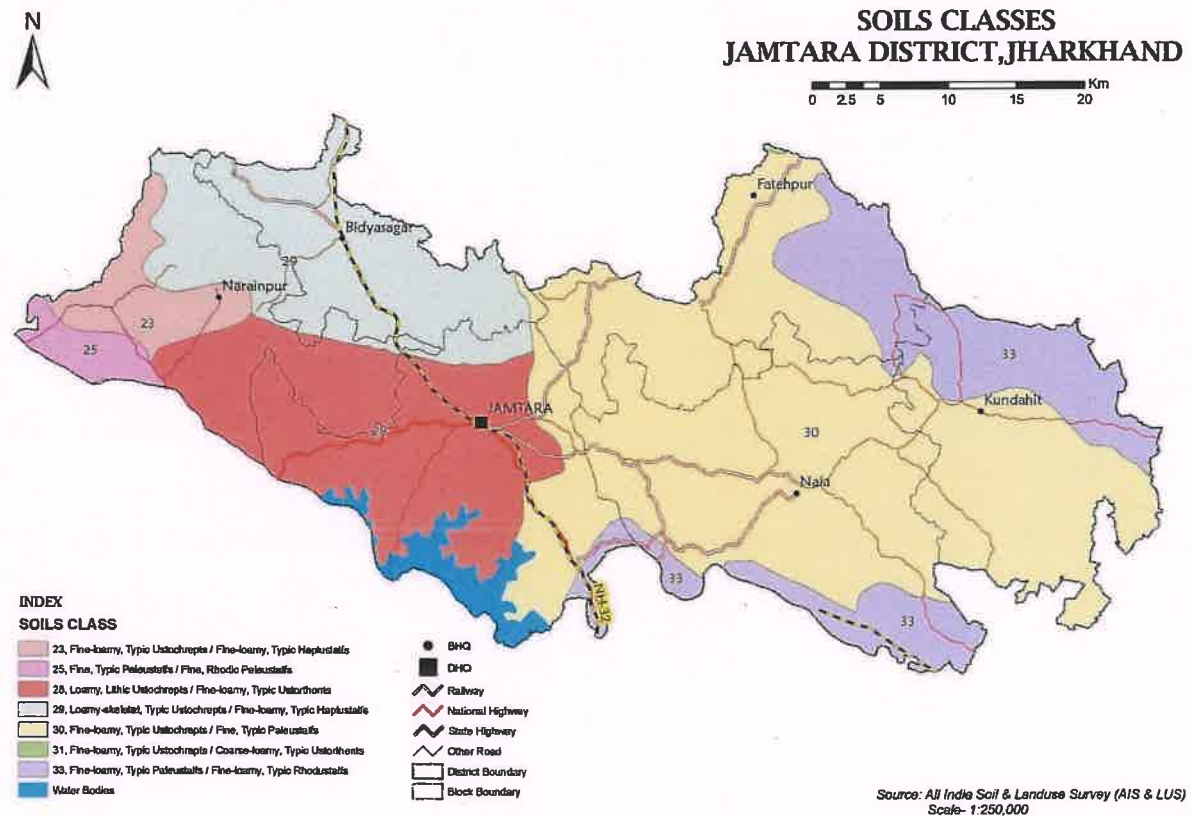 N
SOILS CLASSES
JAMTARA DISTRICT,JHARKHAND
Km
0 2.5 5 10 15 20
Fatehpur
Bidyasagar
29
Narainpur
23
25
33
JAMTARA
Kundahit
28
30
Nala
33
NH-32
33
INDEX
SOILS CLASS
23, Fine-loamy, Typic Ustochrepts / Fine-loamy, Typic Haplustalfs
25, Fine, Typic Paleustalfs / Fine, Rhodic Paleustalfs
28, Loamy, Lithic Ustochrepts / Fine-loamy, Typic Ustorthents
29, Loamy-skeletal, Typic Ustochrepts / Fine-loamy, Typic Haplustalfs
30, Fine-loamy, Typic Ustochrepts / Fine, Typic Paleustalfs
31, Fine-loamy, Typic Ustochrepts / Coarse-loamy, Typic Ustorthents
33, Fine-loamy, Typic Paleustalfs / Fine-loamy, Typic Rhodustalfs
Water Bodies
BHQ
DHQ
Railway
National Highway
State Highway
Other Road
District Boundary
Block Boundary
Source: All India Soil & Landuse Survey (AIS & LUS)
Scale- 1:250,000